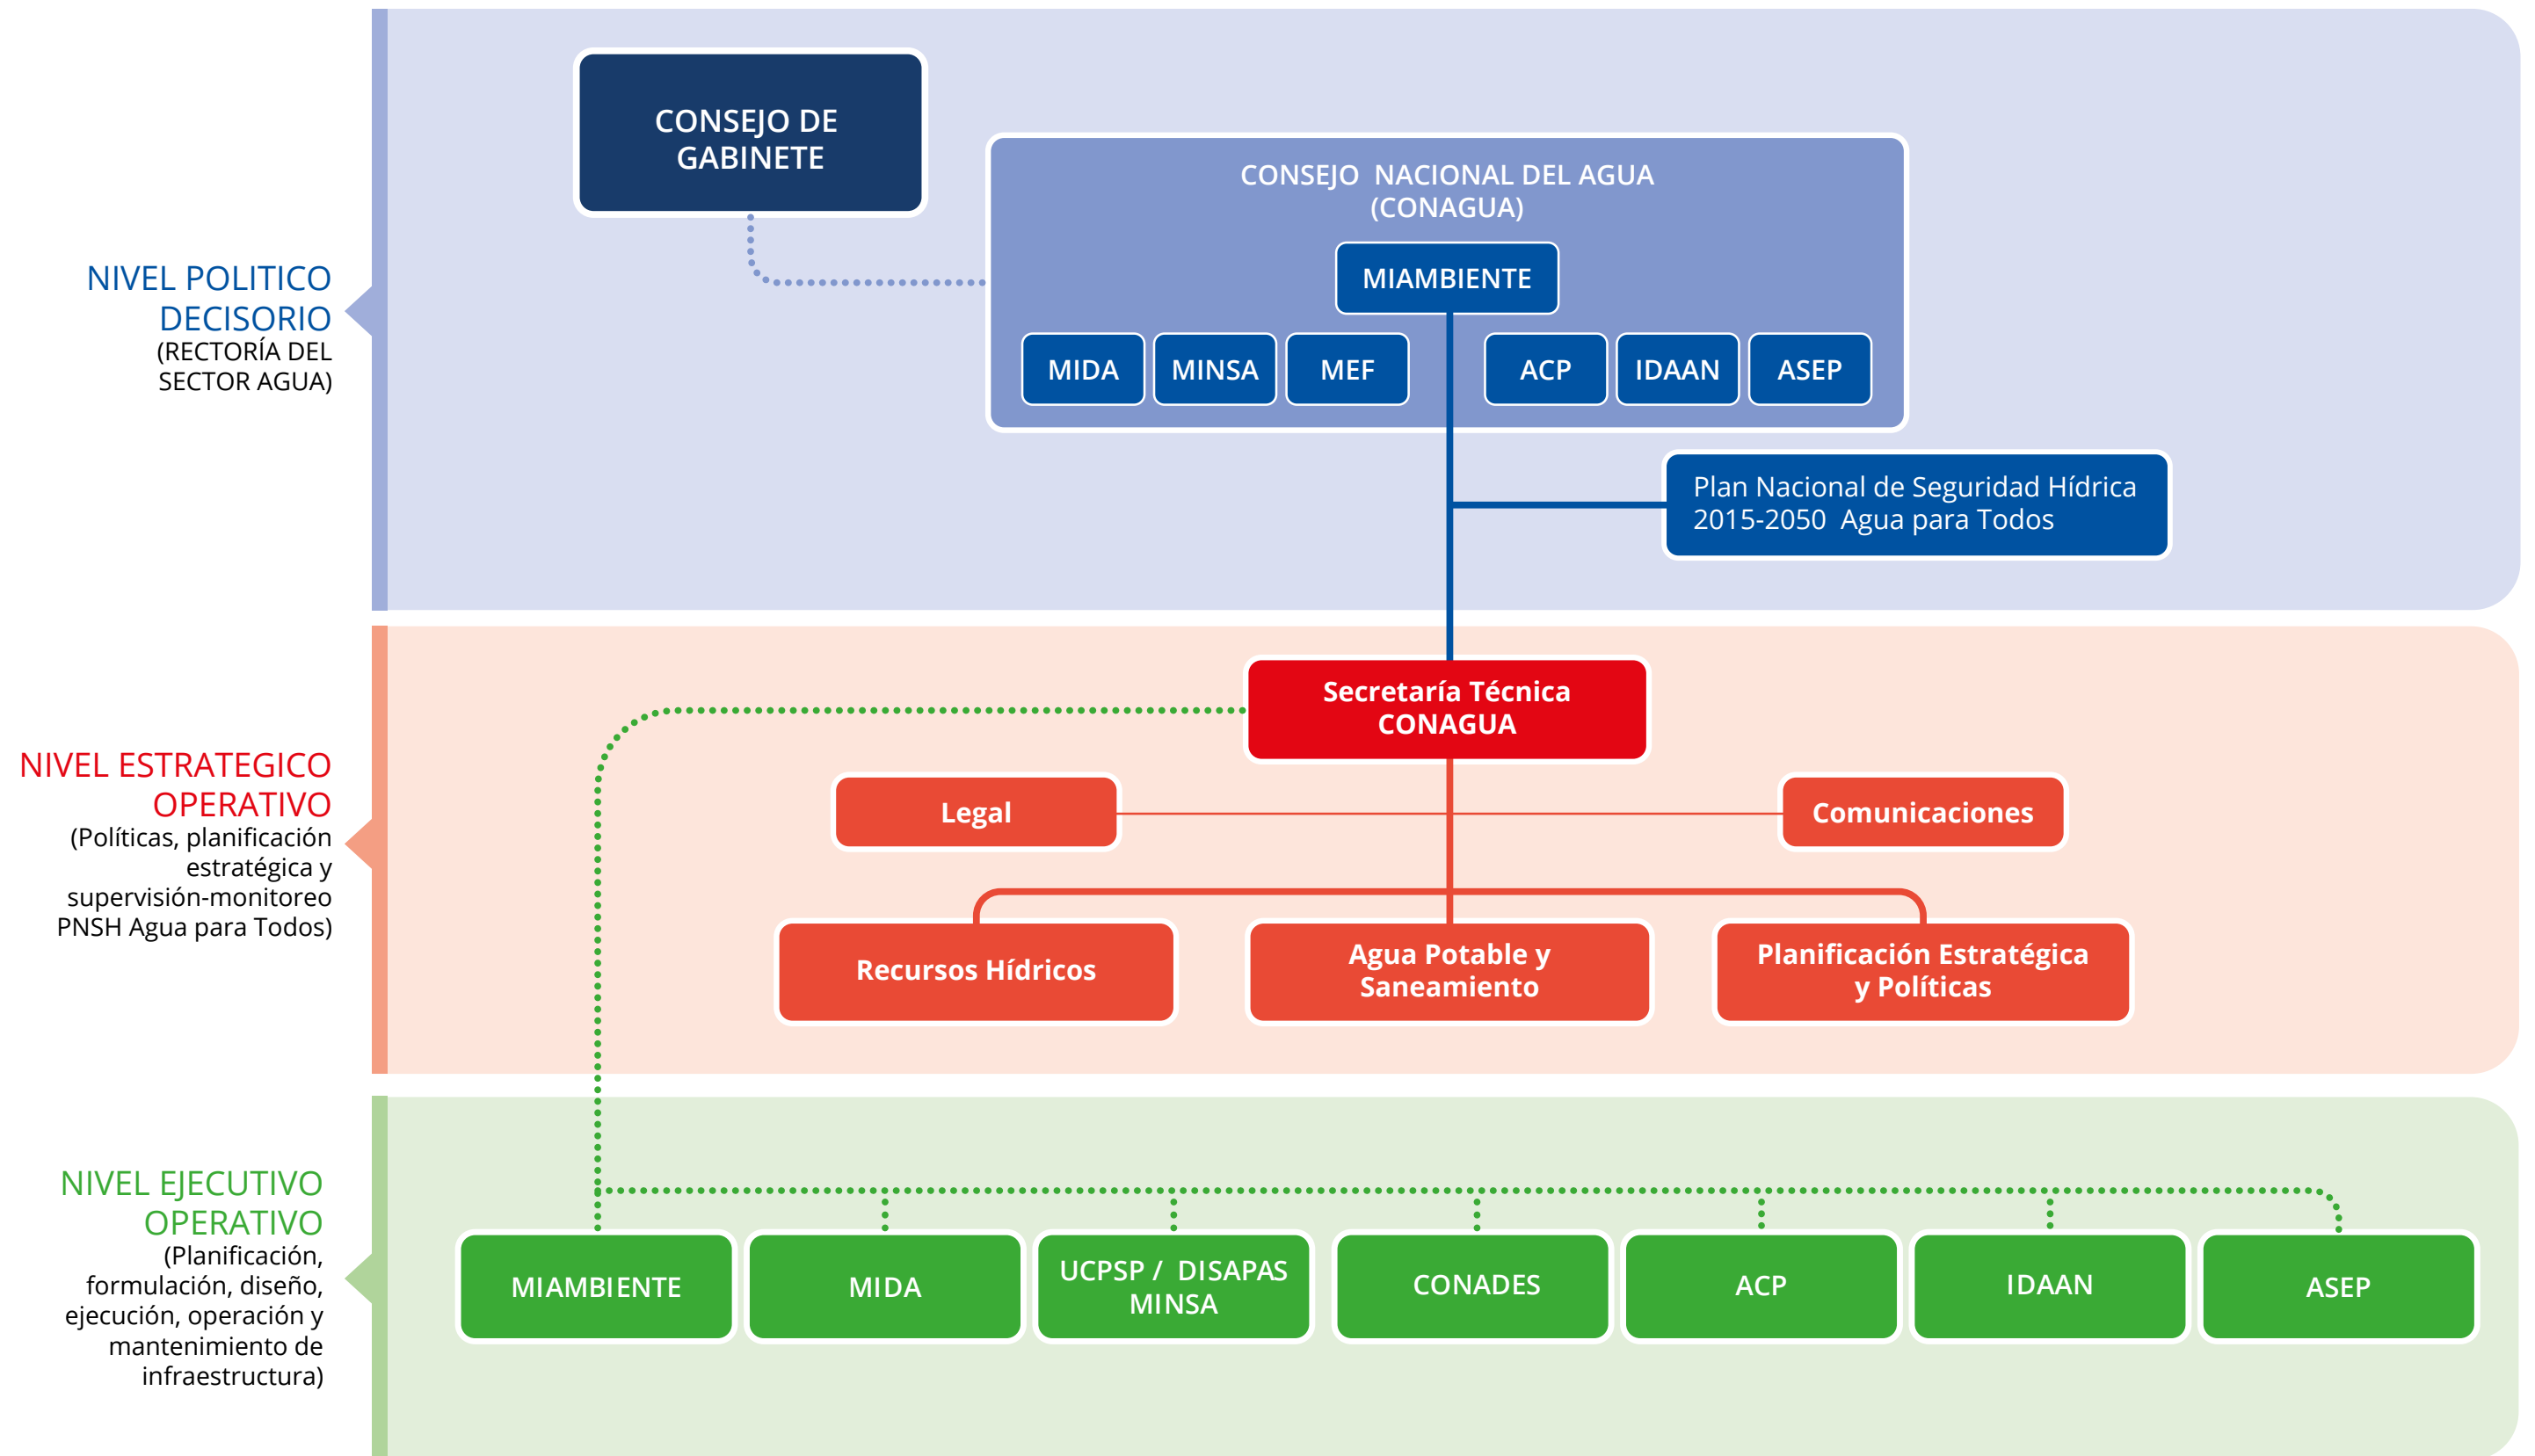 CONSEJO DE
GABINETE
CONSEJO NACIONAL DEL AGUA
(CONAGUA)
MIAMBIENTE
MIDA
MINSA
MEF
ACP
IDAAN
ASEP
Plan Nacional de Seguridad Hídrica
2015-2050 Agua para Todos
NIVEL POLITICO
DECISORIO
(RECTORÍA DEL
SECTOR AGUA)
NIVEL ESTRATEGICO
OPERATIVO
(Políticas, planificación
estratégica y
supervisión-monitoreo
PNSH Agua para Todos)
Secretaría Técnica
CONAGUA
Legal
Comunicaciones
Recursos Hídricos
Agua Potable y
Saneamiento
Planificación Estratégica
y Políticas
NIVEL EJECUTIVO
OPERATIVO
(Planificación,
formulación, diseño,
ejecución, operación y
mantenimiento de
infraestructura)
MIAMBIENTE
MIDA
UCPSP / DISAPAS
MINSA
CONADES
ACP
IDAAN
ASEP